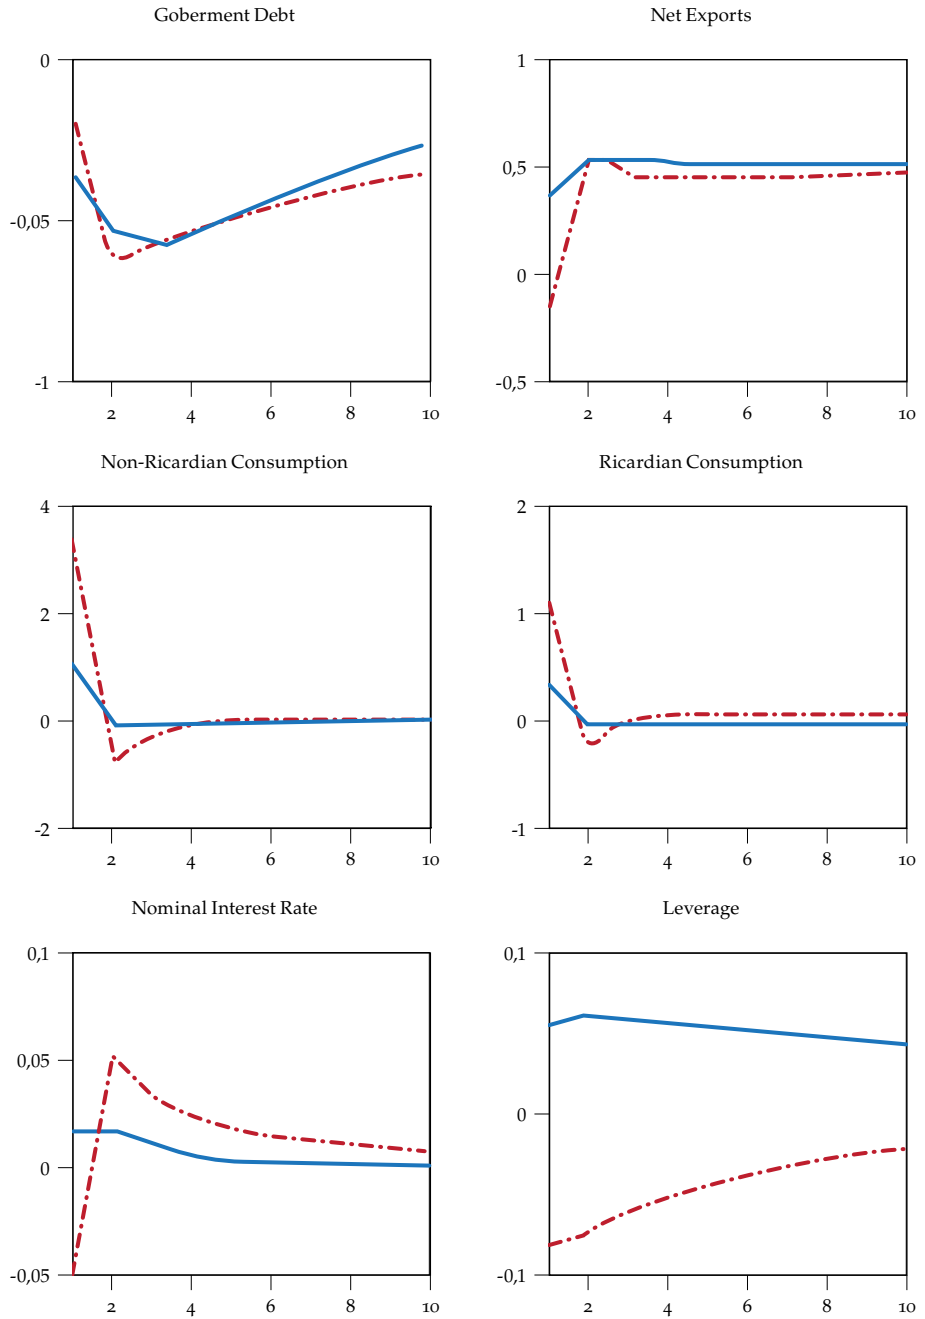 Goberment Debt
0
-0,05
-1
2 4 6 8 10
Net Exports
1
0,5
0
-0,5
2 4 6 8 10
Non-Ricardian Consumption
4
2
0
-2
2 4 6 8 10
Ricardian Consumption
2
1
0
-1
2 4 6 8 10
Nominal Interest Rate
0,1
0,05
0
-0,05
2 4 6 8 10
Leverage
0,1
0
-0,1
2 4 6 8 10